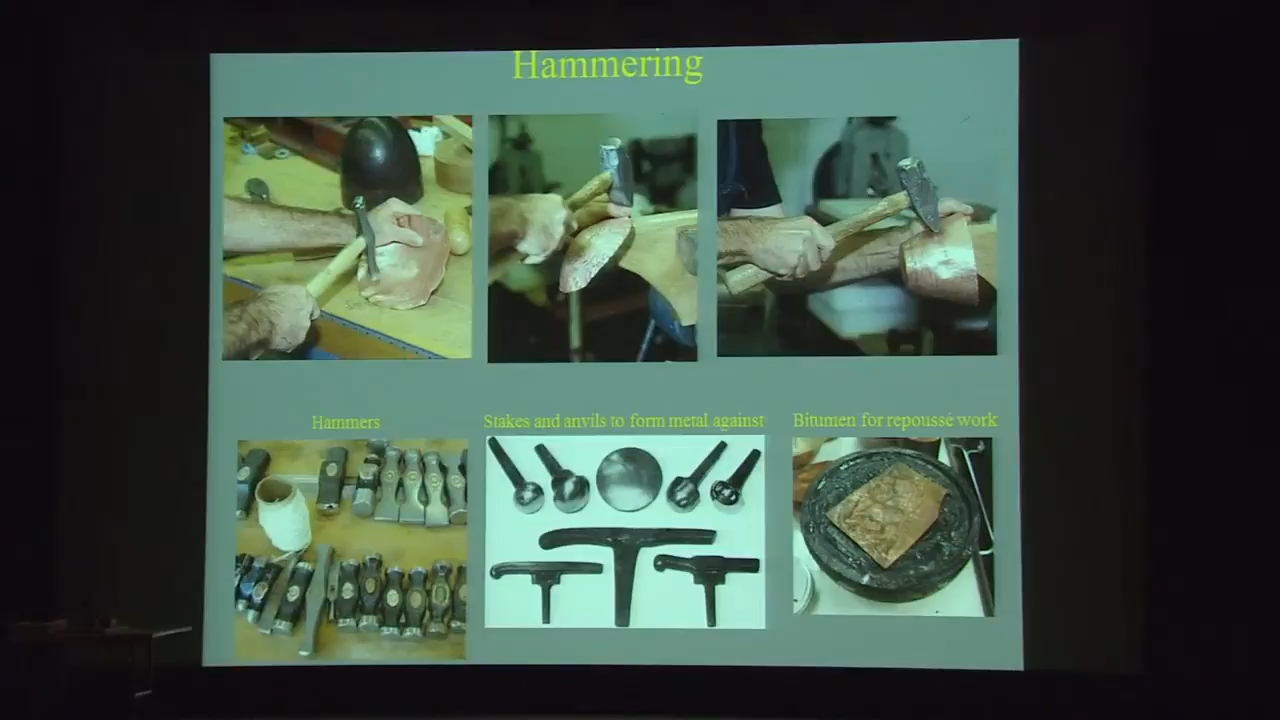 Hammering
Hammers
Stakes and anvils to form metal against
Bitumen for repoussé work